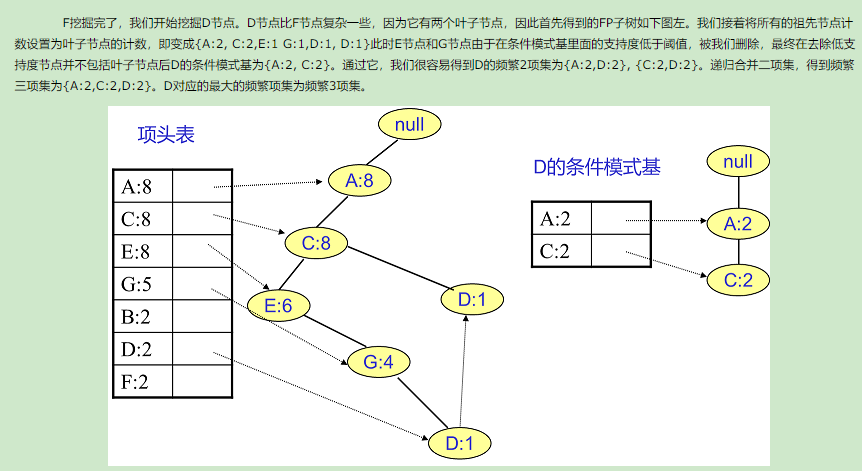 F挖掘完了，我们开始挖掘D节点。D节点比F节点复杂一些，因为它有两个叶子节点，因此首先得到的FP子树如下图左。我们接着将所有的祖先节点计
数设置为叶子节点的计数，即变成{A:2, C:2,E:1 G:1,D:1, D:1}此时E节点和G节点由于在条件模式基里面的支持度低于阈值，被我们删除，最终在去除低支
持度节点并不包括叶子节点后D的条件模式基为{A:2, C:2}。通过它，我们很容易得到D的频繁2项集为{A:2,D:2}, {C:2,D:2}。递归合并二项集，得到频繁
三项集为{A:2,C:2,D:2}。D对应的最大的频繁项集为频繁3项集。
项头表
A:8
C:8
E:8
G:5
B:2
D:2
F:2
null
A:8
C:8
E:6
D:1
G:4
D:1
D的条件模式基
A:2
C:2
null
A:2
C:2